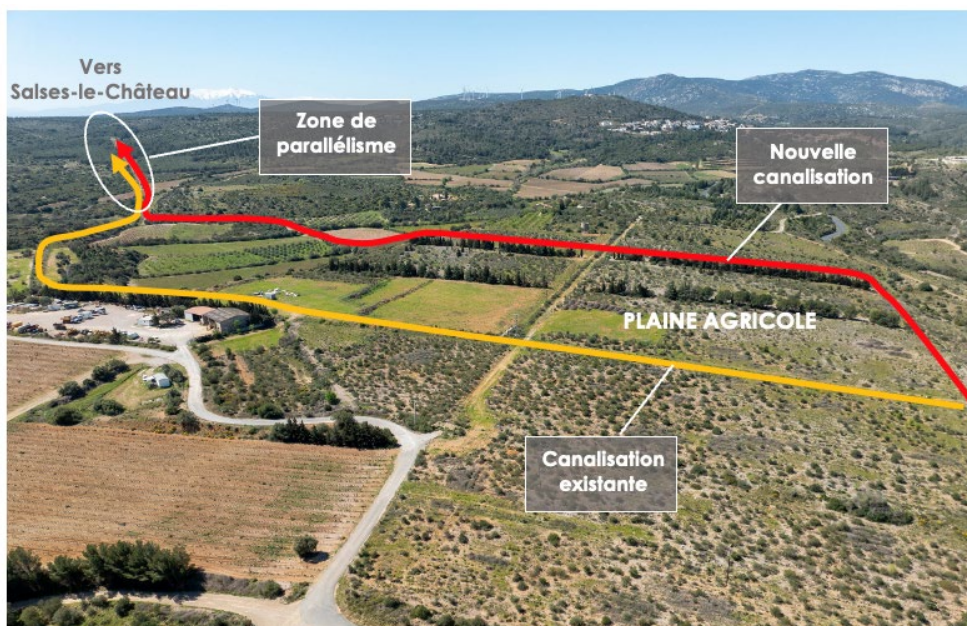 Vers
Salses-le-Château
Zone de
parallélisme
Nouvelle
canalisation
PLAINE AGRICOLE
Canalisation
existante